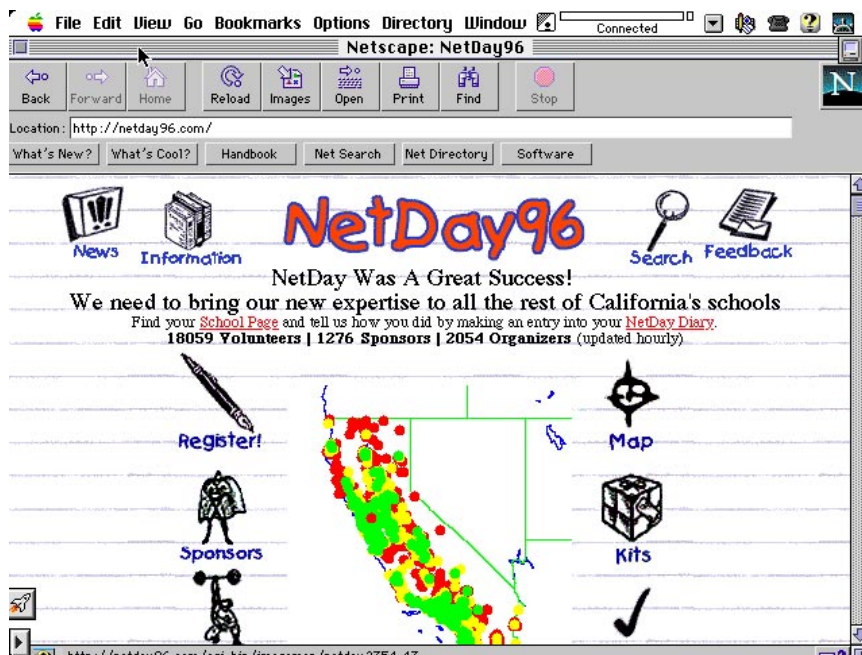 File Edit View Go Bookmarks Options Directory Window Connected
Netscape: NetDay96
Back Forward Home Reload Images Open Print Find Stop
N
Location: http://netday96.com/
What's New? What's Cool? Handbook Net Search Net Directory Software
NetDay96
News Information Search Feedback
NetDay Was A Great Success!
We need to bring our new expertise to all the rest of California's schools
Find your School Page and tell us how you did by making an entry into your NetDay Diary.
18059 Volunteers | 1276 Sponsors | 2054 Organizers (updated hourly)
Register! Map
Sponsors Kits